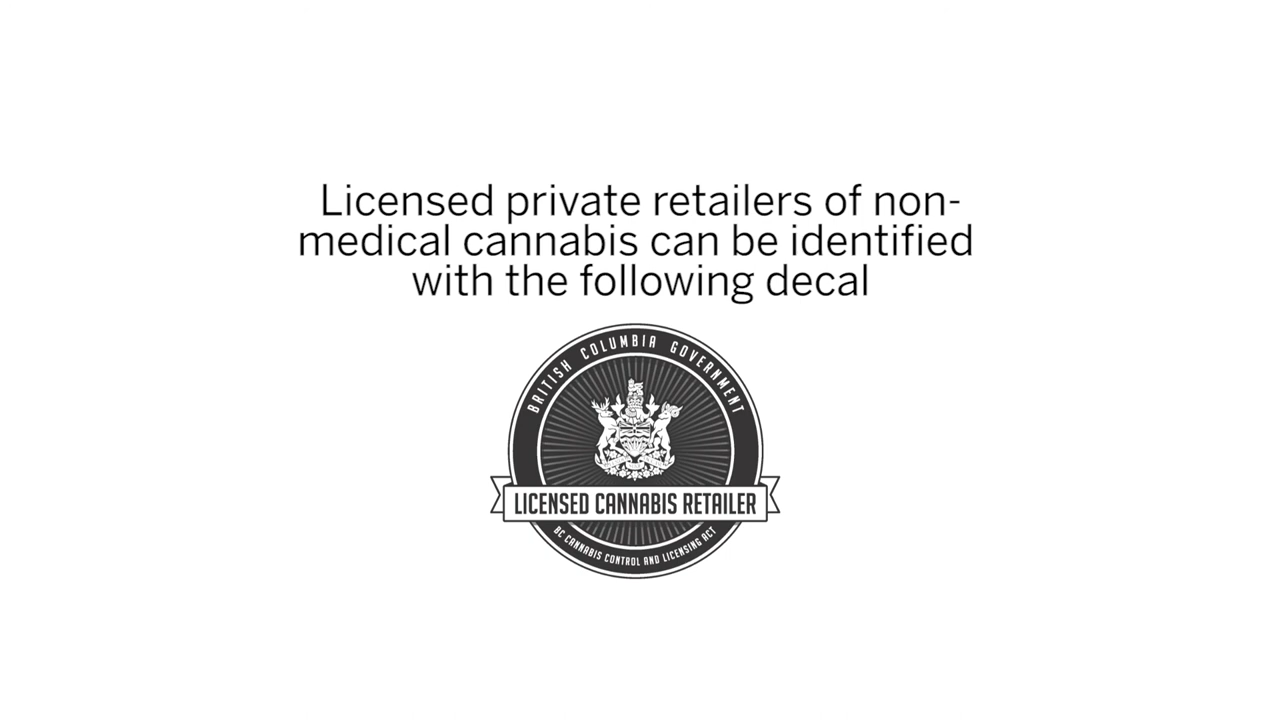 Licensed private retailers of non-
medical cannabis can be identified
with the following decal
BRITISH COLUMBIA GOVERNMENT
LICENSED CANNABIS RETAILER
BC CANNABIS CONTROL AND LICENSING ACT